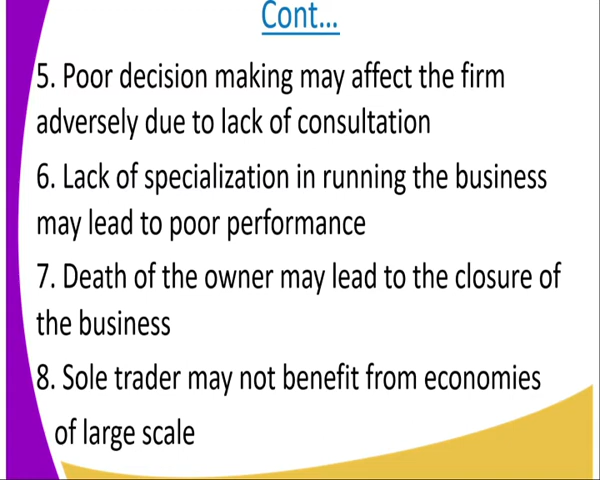 Cont...
5. Poor decision making may affect the firm
adversely due to lack of consultation
6. Lack of specialization in running the business
may lead to poor performance
7. Death of the owner may lead to the closure of
the business
8. Sole trader may not benefit from economies
of large scale